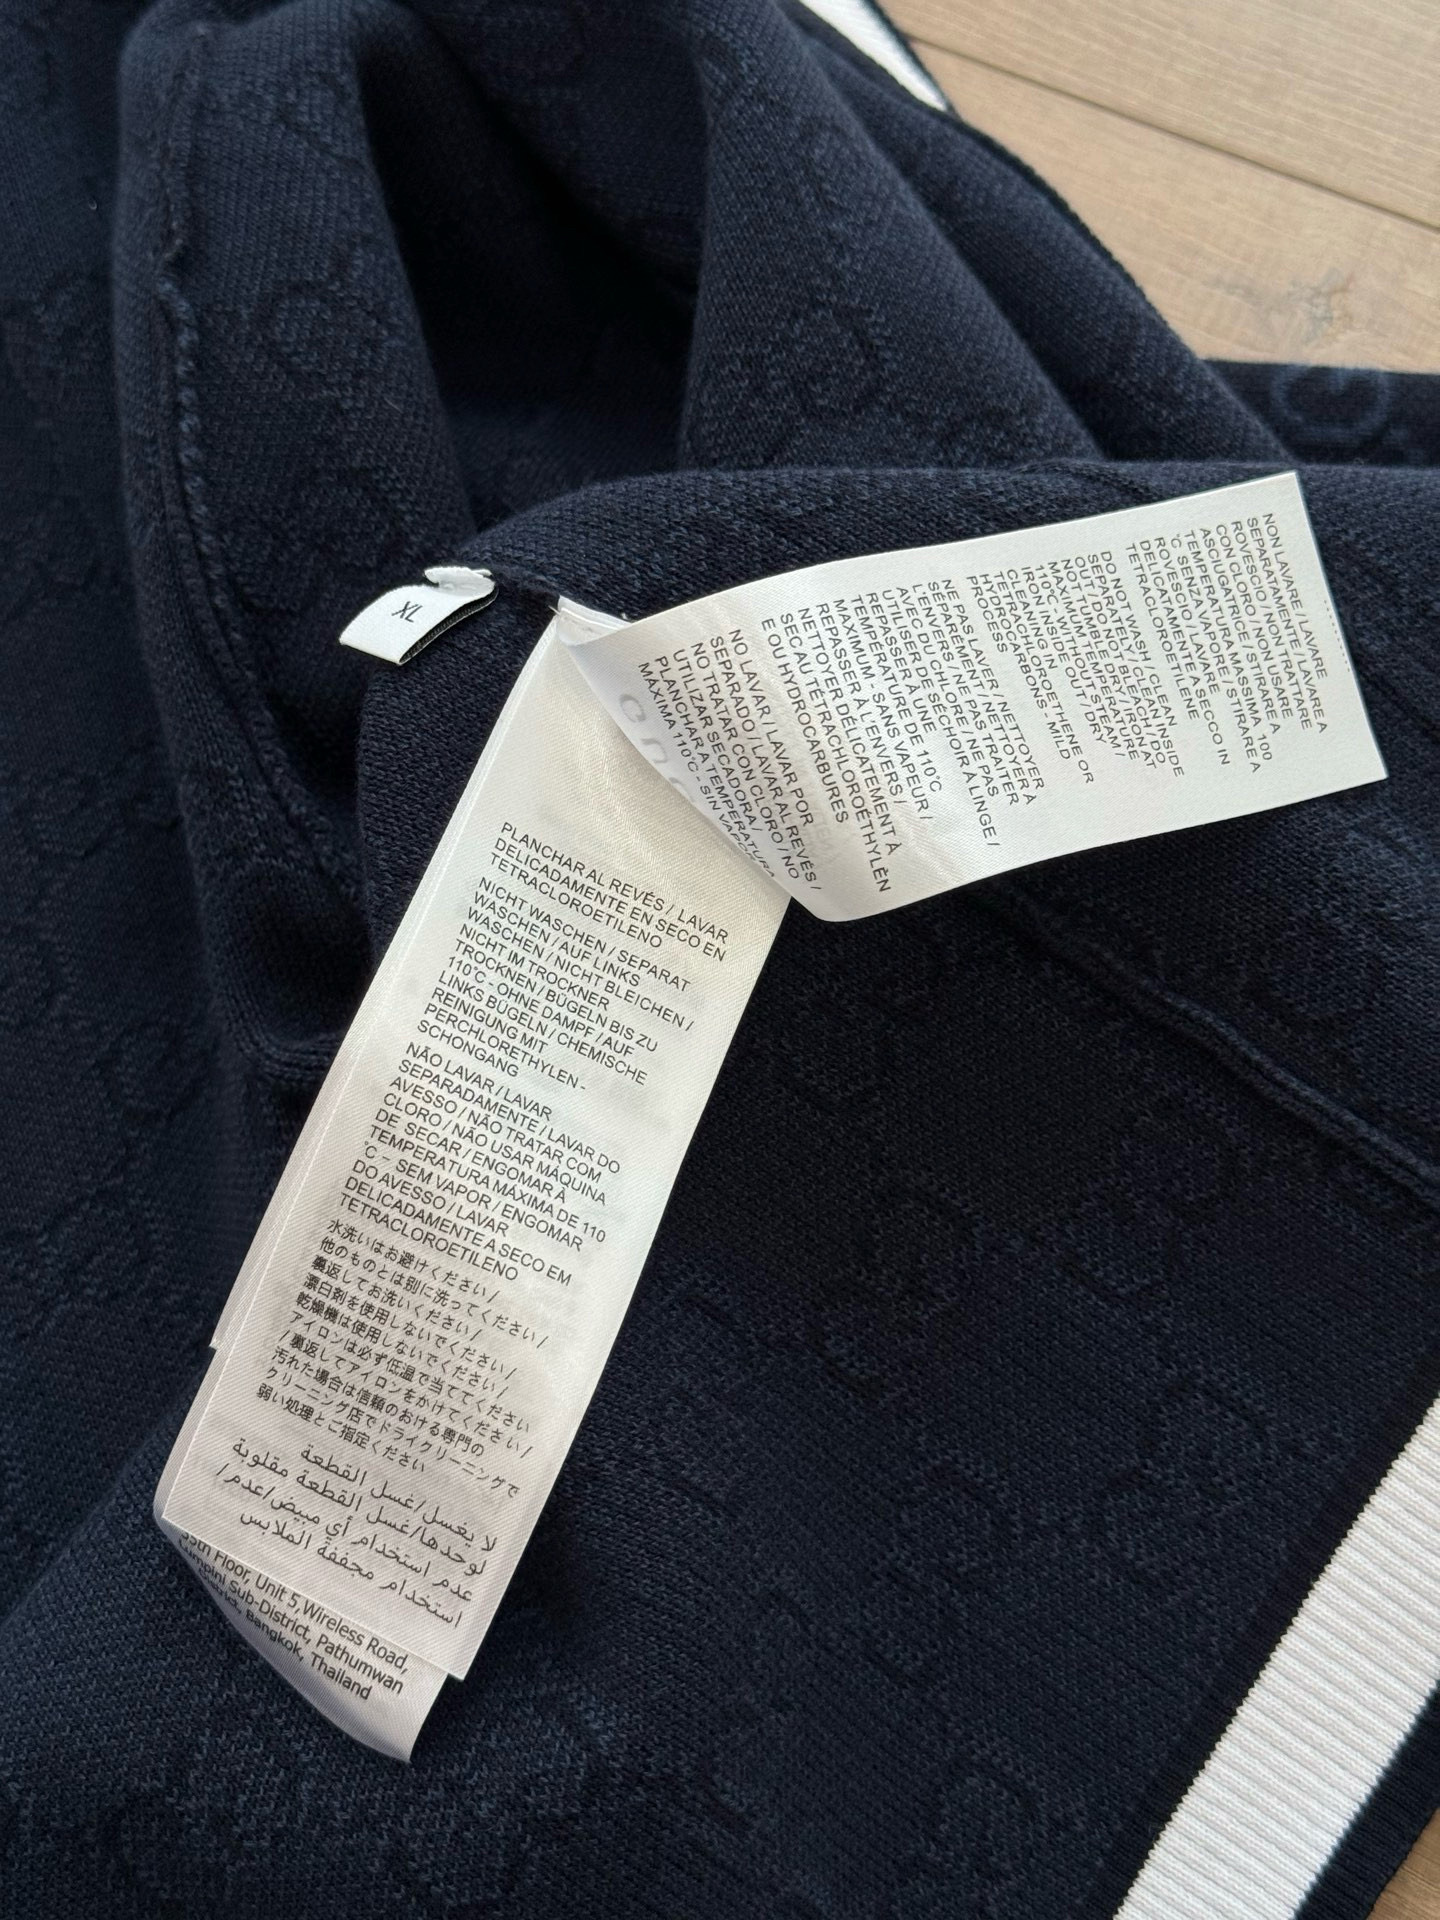 XL
NON LAVARE / LAVARE
SEPARATAMENTE / LAVARE A
ROVESCIO / NON TRATTARE
CON CLORO / NON USARE
ASCIUGATRICE / STIRARE A
TEMPERATURA MASSIMA 100
°C SENZA VAPORE / STIRARE A
ROVESCIO / LAVARE
DELICATAMENTE A SECCO IN
TETRACLOROETILENE
DO NOT WASH / CLEAN
SEPARATELY / CLEAN INSIDE
OUT / DO NOT / BLEACH / DO
NOT TUMBLE DRY / IRON AT
MAXIMUM TEMPERATURE
110°C - WITHOUT STEAM /
IRON INSIDE OUT / DRY
CLEANING IN
TETRACHLOROETHENE OR
HYDROCARBONS - MILD
PROCESS
NE PAS LAVER / NETTOYER
SÉPARÉMENT / NETTOYER À
L'ENVERS / NE PAS TRAITER
AVEC DU CHLORE / NE PAS
UTILISER DE SÉCHOIR À LINGE /
REPASSER À UNE
TEMPÉRATURE DE 110°C
MAXIMUM - SANS VAPEUR /
REPASSER À L'ENVERS /
NETTOYER DÉLICATEMENT À
SEC AU TÉTRACHLOROÉTHYLÈN
E OU HYDROCARBURES
NO LAVAR / LAVAR POR
SEPARADO / LAVAR AL REVÉS /
NO TRATAR CON CLORO / NO
UTILIZAR SECADORA /
PLANCHAR A TEMPERATURA
MÁXIMA 110°C - SIN VAPOR
PLANCHAR AL REVÉS / LAVAR
DELICADAMENTE EN SECO EN
TETRACLOROETILENO
NICHT WASCHEN / SEPARAT
WASCHEN / AUF LINKS
WASCHEN / NICHT BLEICHEN /
NICHT IM TROCKNER
TROCKNEN / BÜGELN BIS ZU
110°C - OHNE DAMPF / AUF
LINKS BÜGELN / CHEMISCHE
REINIGUNG MIT
PERCHLORETHYLEN -
SCHONGANG
NÃO LAVAR / LAVAR
SEPARADAMENTE / LAVAR DO
AVESSO / NÃO TRATAR COM
CLORO / NÃO USAR MÁQUINA
DE SECAR / ENGOMAR À
TEMPERATURA MÁXIMA DE 110
°C – SEM VAPOR / ENGOMAR
DO AVESSO / LAVAR
DELICADAMENTE A SECO EM
TETRACLOROETILENO
水洗いはお避けください /
他のものとは別に洗ってください /
裏返してお洗いください /
漂白剤を使用しないでください /
乾燥機は使用しないでください /
アイロンは必ず低温で当ててください
/ 裏返してアイロンをかけてください /
汚れた場合は信頼のおける専門の
クリーニング店でドライクリーニングで
弱い処理とご指定ください
لا يغسل/غسل القطعة
لوحدها/غسل القطعة مقلوبة
عدم استخدام أي مبيض/عدم/
استخدام مجففة الملابس
35th Floor, Unit 5, Wireless Road,
Lumpini Sub-District, Pathumwan
District, Bangkok, Thailand